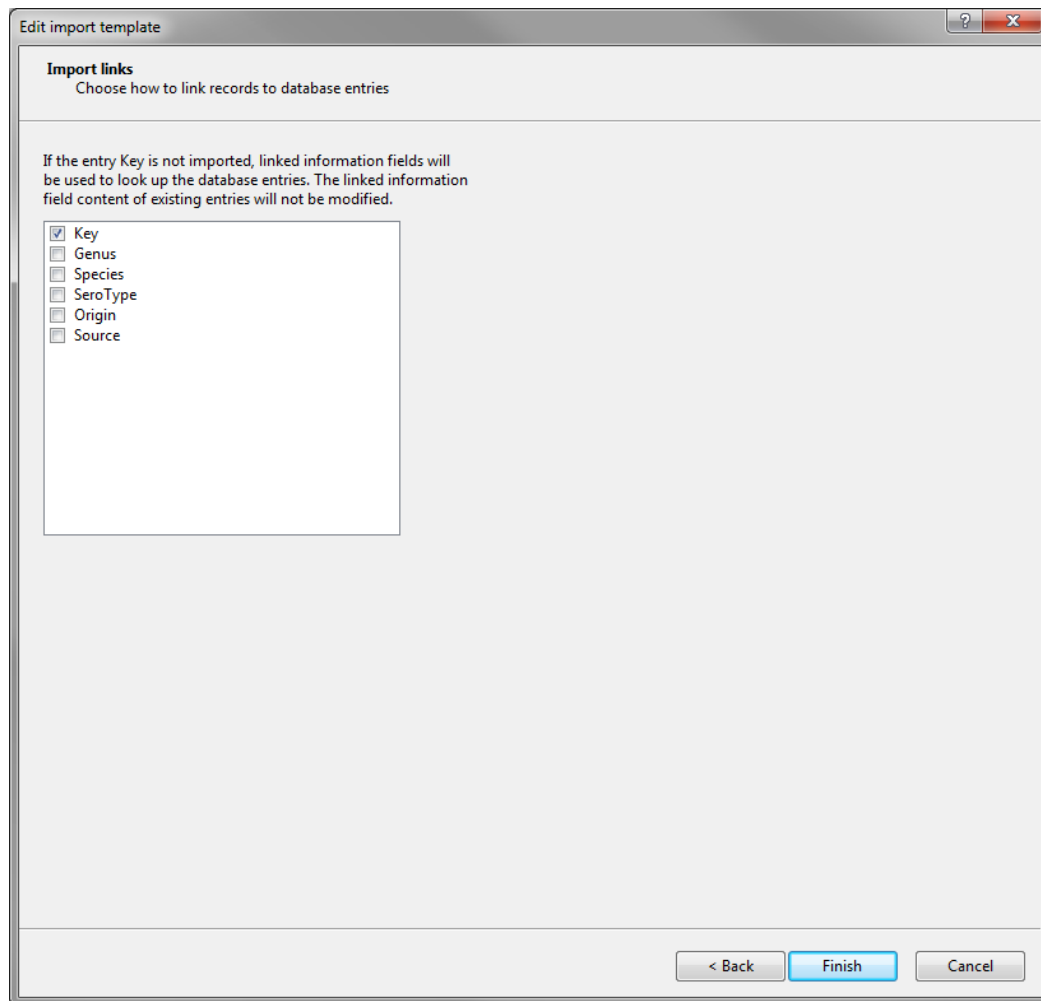 Edit import template
?
X
Import links
Choose how to link records to database entries
If the entry Key is not imported, linked information fields will
be used to look up the database entries. The linked information
field content of existing entries will not be modified.
Key
Genus
Species
SeroType
Origin
Source
< Back
Finish
Cancel